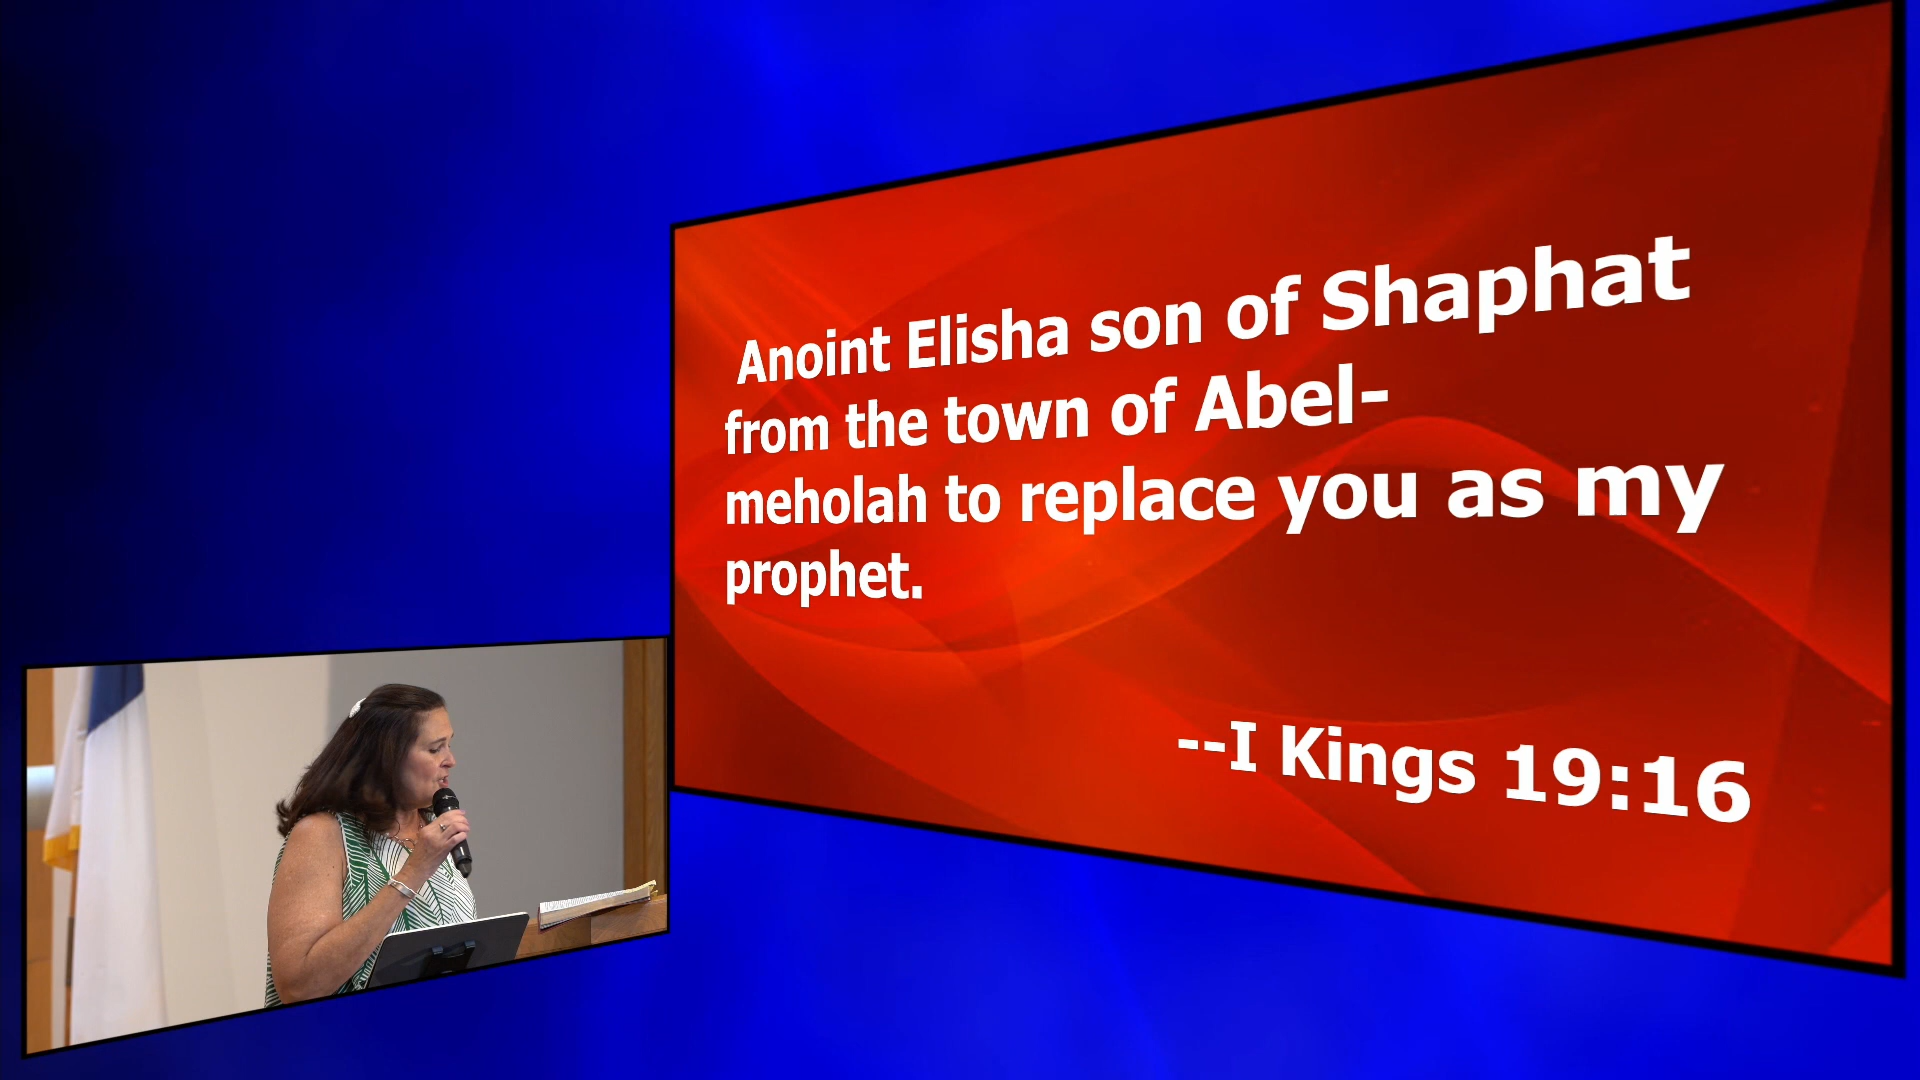 Anoint Elisha son of Shaphat
from the town of Abel-
meholah to replace you as my
prophet.
--I Kings 19:16